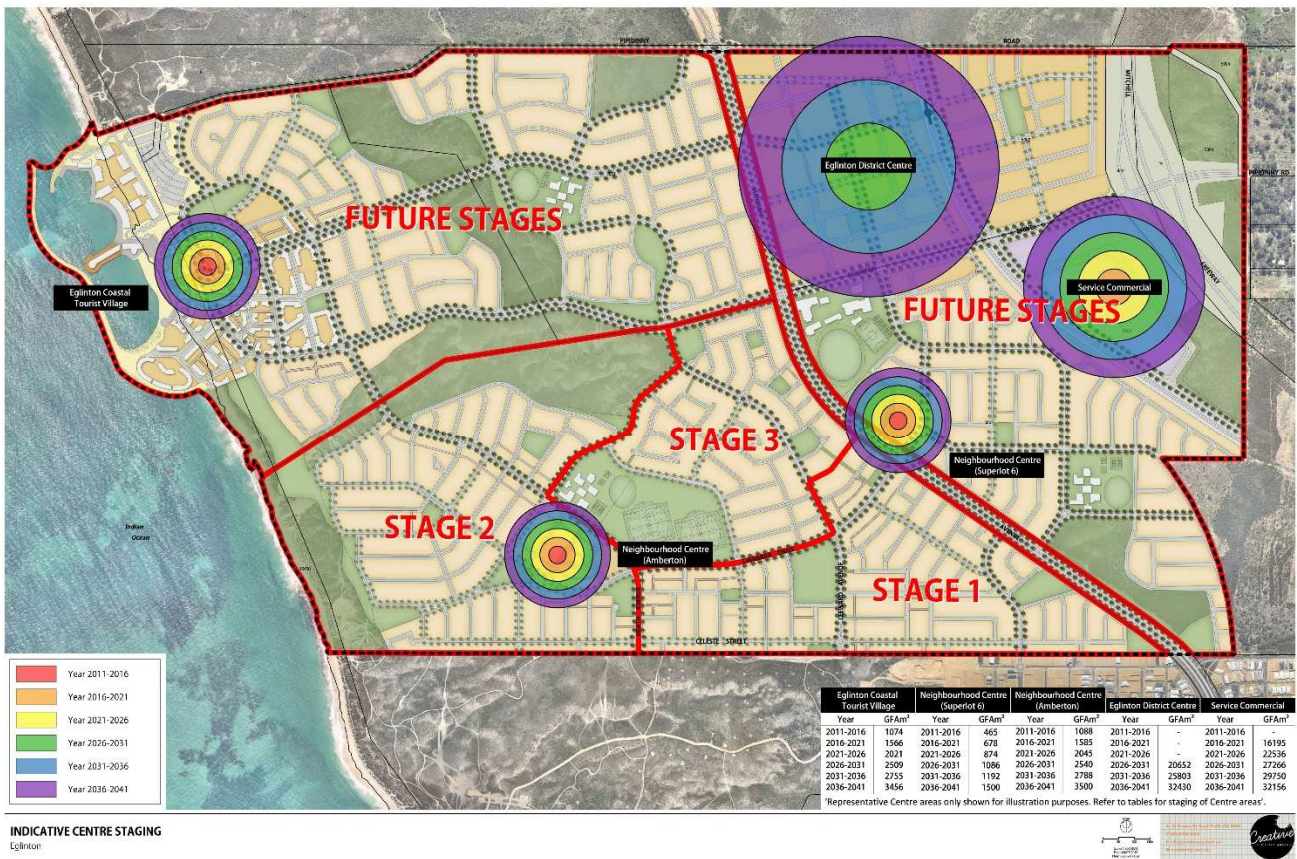 PIPIDINNY
ROAD
MITCHELL
FREEWAY
PIPIDINNY RD
Eglinton District Centre
FUTURE STAGES
Eglinton Coastal
Tourist Village
Service Commercial
FUTURE STAGES
STAGE 3
Neighbourhood Centre
(Superlot 6)
STAGE 2
Indian
Ocean
Neighbourhood Centre
(Amberton)
AVENUE
STAGE 1
CELESTE STREET
Year 2011-2016
Year 2016-2021
Year 2021-2026
Year 2026-2031
Year 2031-2036
Year 2036-2041
Eglinton Coastal Tourist Village Neighbourhood Centre (Superlot 6) Neighbourhood Centre (Amberton) Eglinton District Centre Service Commercial
Year GFAm² Year GFAm² Year GFAm² Year GFAm² Year GFAm²
2011-2016 1074 2011-2016 465 2011-2016 1088 2011-2016 - 2011-2016 -
2016-2021 1566 2016-2021 678 2016-2021 1585 2016-2021 - 2016-2021 16195
2021-2026 2021 2021-2026 874 2021-2026 2045 2021-2026 - 2021-2026 22536
2026-2031 2509 2026-2031 1086 2026-2031 2540 2026-2031 20652 2026-2031 27266
2031-2036 2755 2031-2036 1192 2031-2036 2788 2031-2036 25803 2031-2036 29750
2036-2041 3456 2036-2041 1500 2036-2041 3500 2036-2041 32430 2036-2041 32156
'Representative Centre areas only shown for illustration purposes. Refer to tables for staging of Centre areas'.
INDICATIVE CENTRE STAGING
Eglinton
Creative